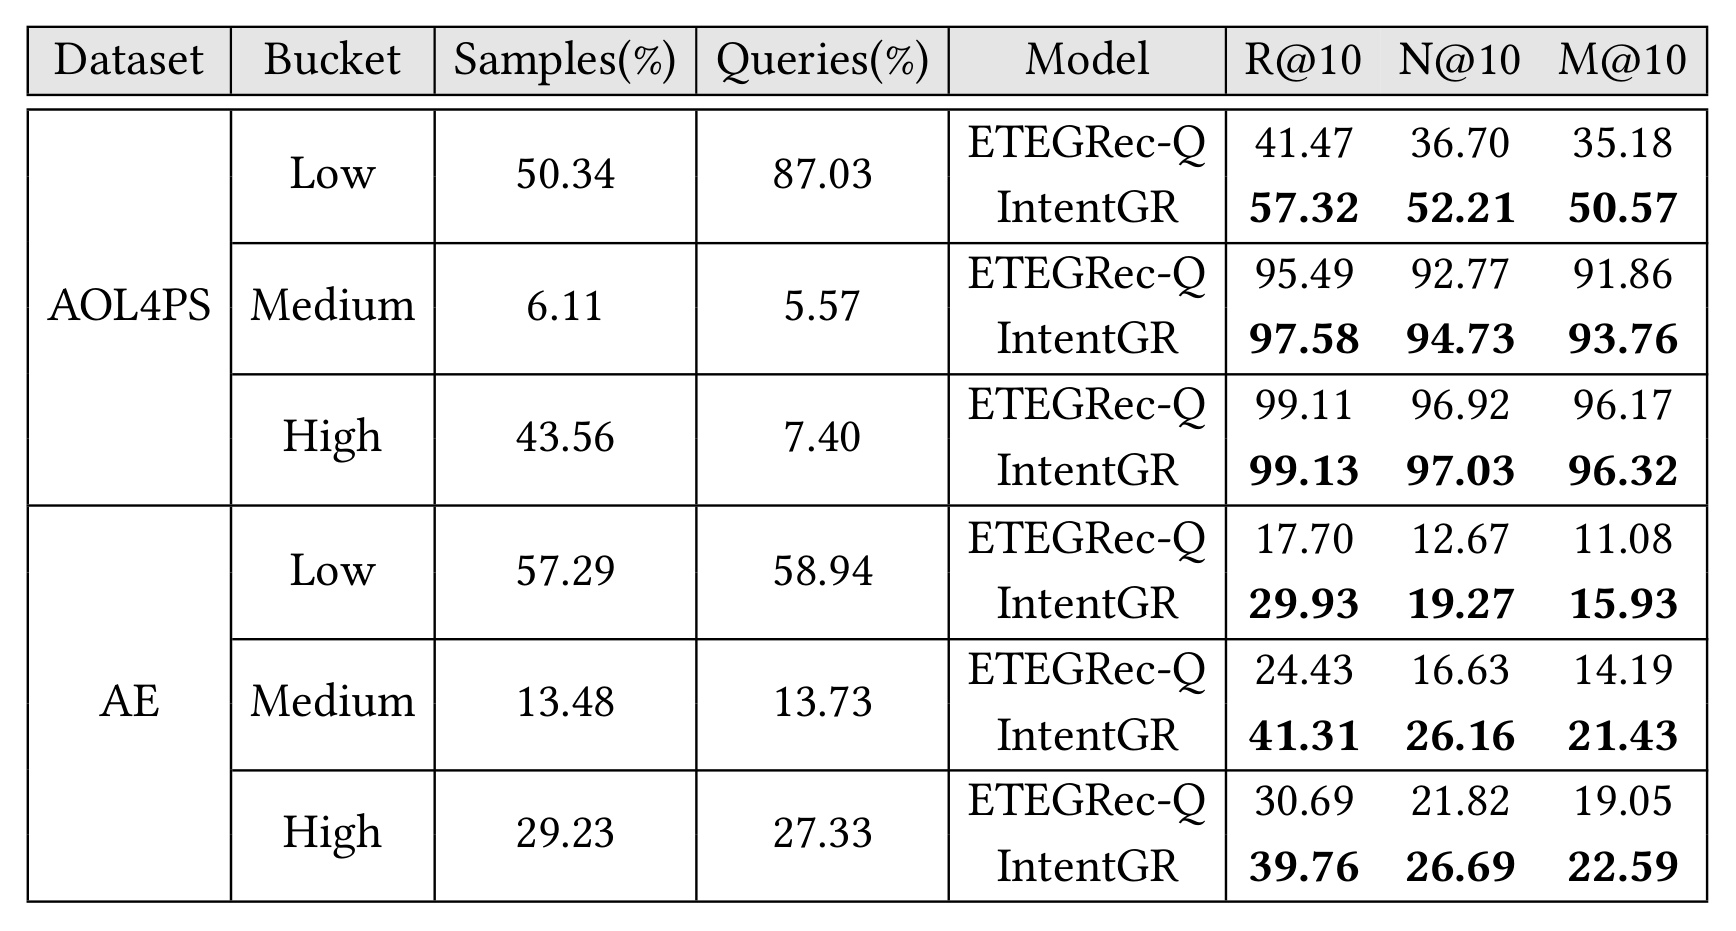 Dataset Bucket Samples(%) Queries(%) Model R@10 N@10 M@10
AOL4PS Low 50.34 87.03 ETEGRec-Q 41.47 36.70 35.18
IntentGR 57.32 52.21 50.57
Medium 6.11 5.57 ETEGRec-Q 95.49 92.77 91.86
IntentGR 97.58 94.73 93.76
High 43.56 7.40 ETEGRec-Q 99.11 96.92 96.17
IntentGR 99.13 97.03 96.32
AE Low 57.29 58.94 ETEGRec-Q 17.70 12.67 11.08
IntentGR 29.93 19.27 15.93
Medium 13.48 13.73 ETEGRec-Q 24.43 16.63 14.19
IntentGR 41.31 26.16 21.43
High 29.23 27.33 ETEGRec-Q 30.69 21.82 19.05
IntentGR 39.76 26.69 22.59